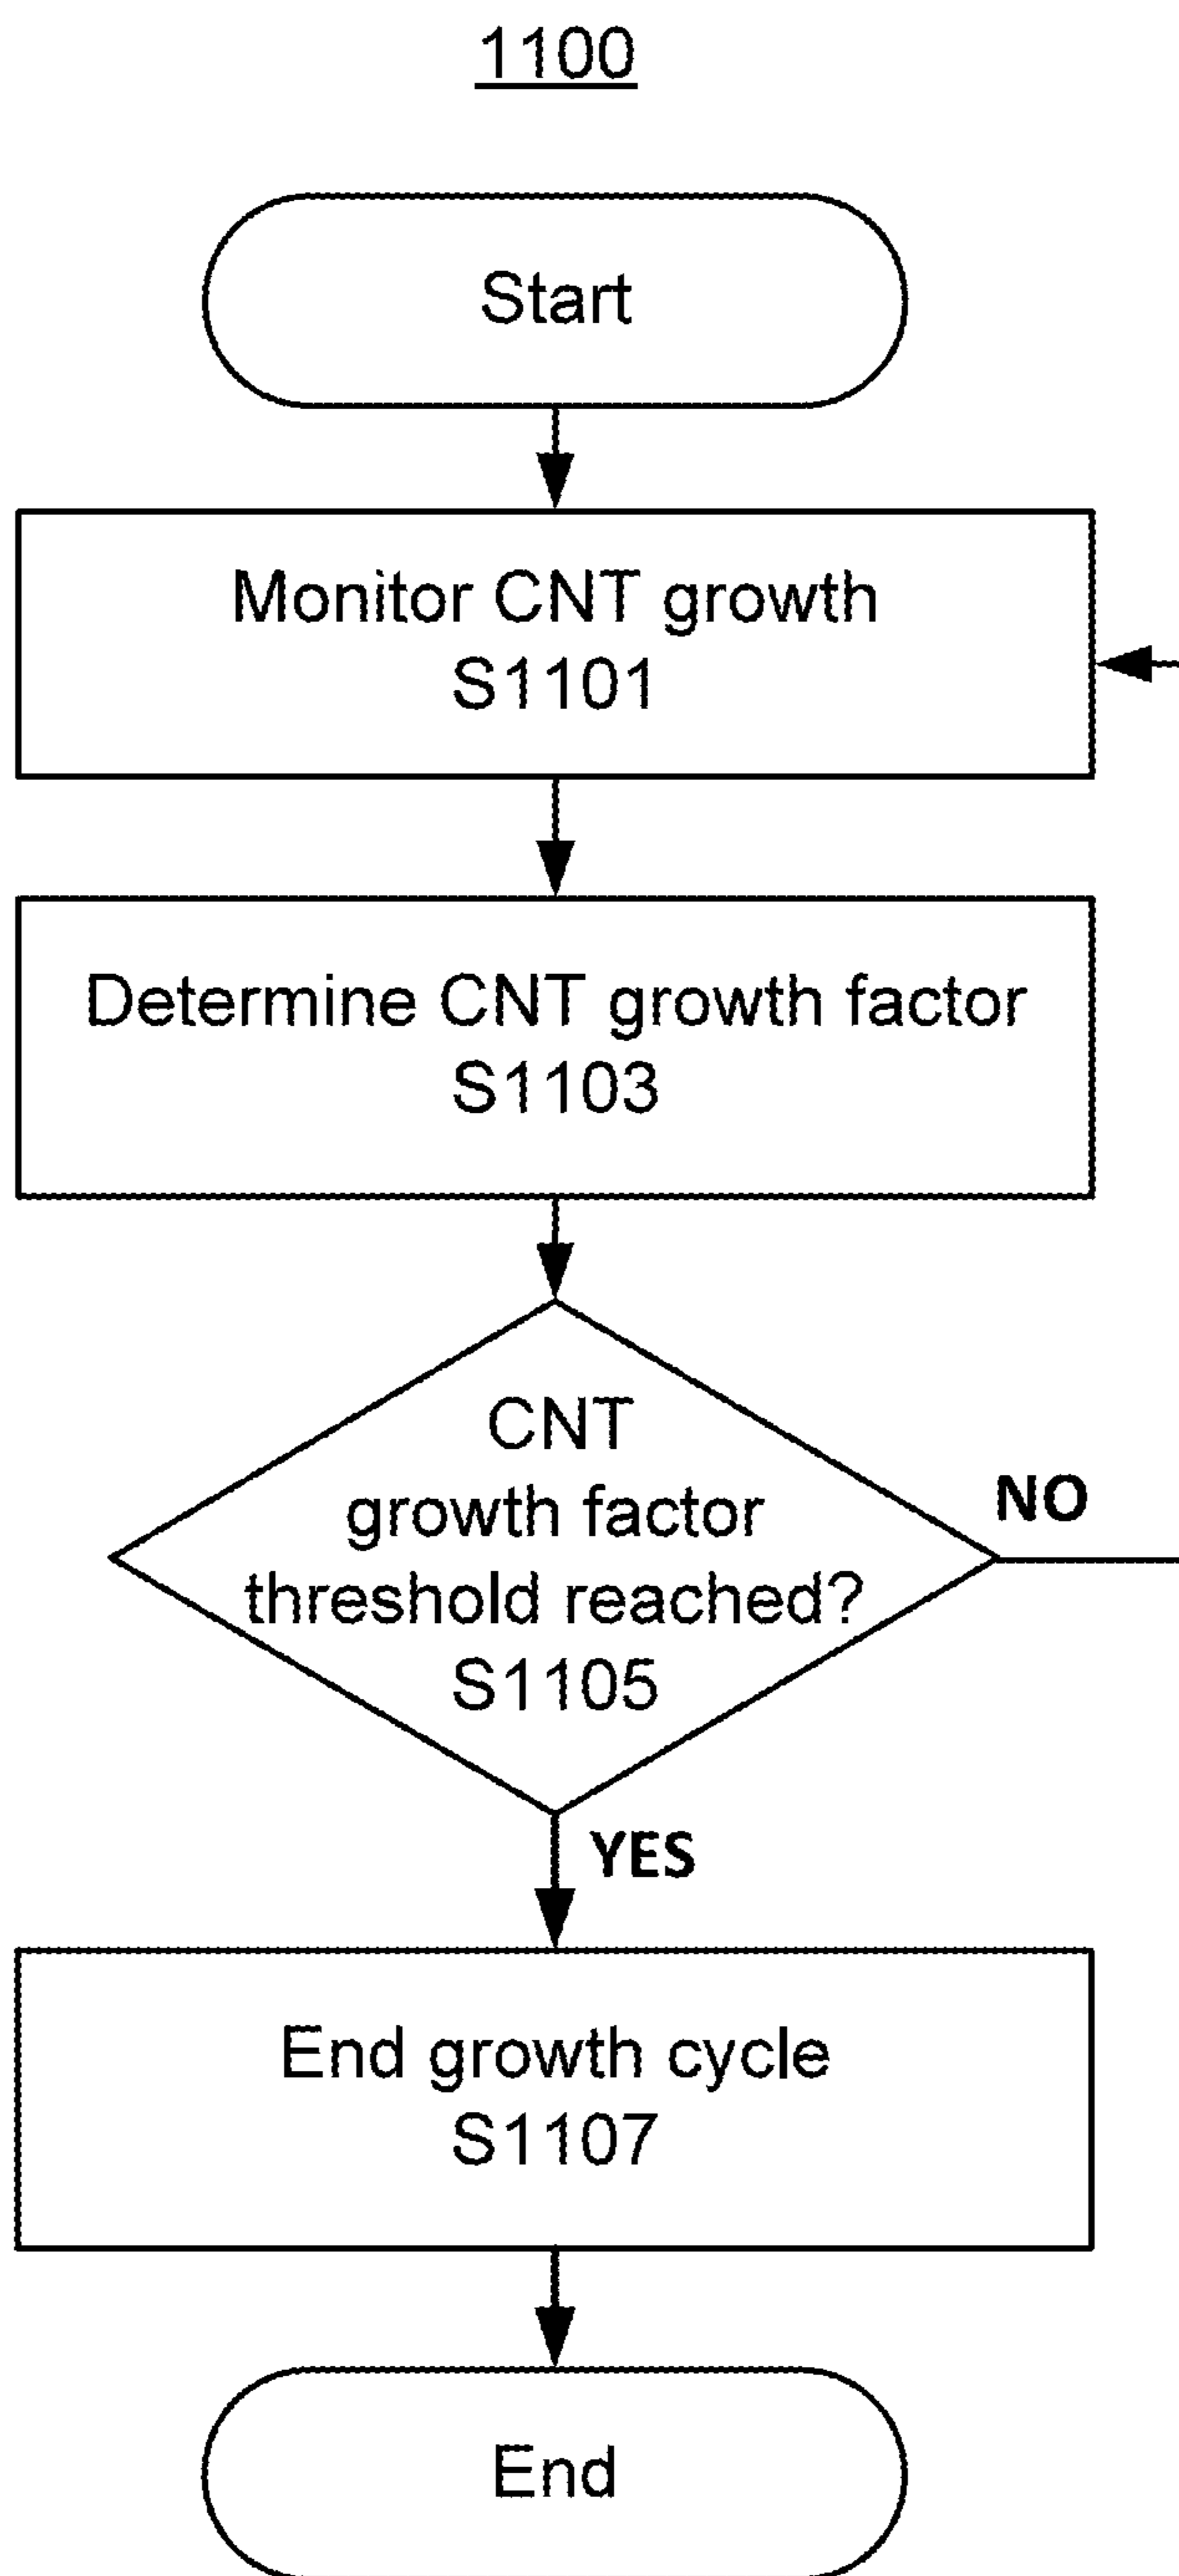 1100
Start
Monitor CNT growth
S1101
Determine CNT growth factor
S1103
CNT
growth factor
threshold reached?
S1105
NO
YES
End growth cycle
S1107
End